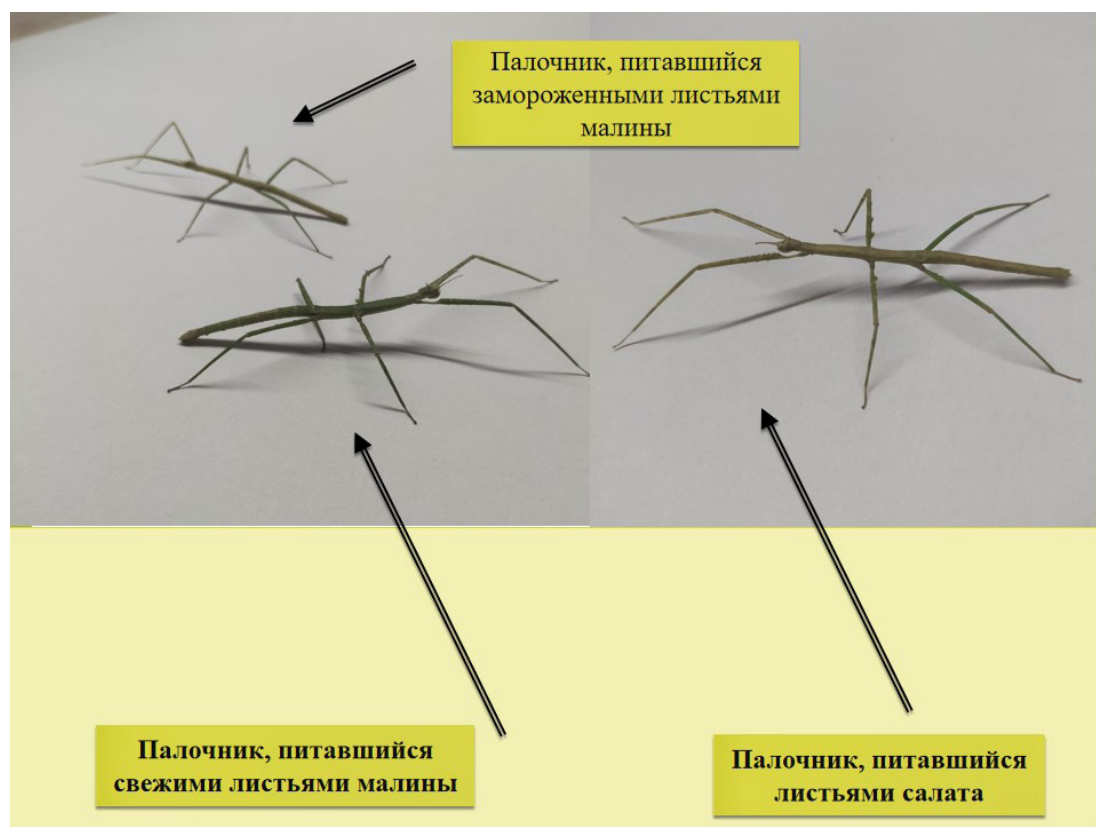 Палочник, питавшийся
замороженными листьями
малины
Палочник, питавшийся
свежими листьями малины
Палочник, питавшийся
листьями салата